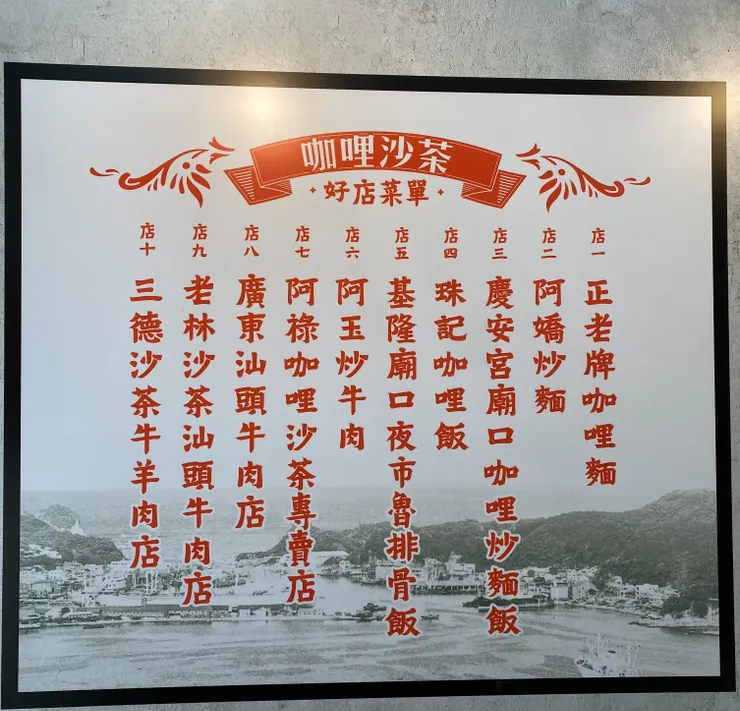 咖哩沙茶
好店菜單
店一
正老牌咖哩麵
店二
阿嬌炒麵
店三
慶安宮廟口咖哩炒麵飯
店四
珠記咖哩飯
店五
基隆廟口夜市魯排骨飯
店六
阿玉炒牛肉
店七
阿祿咖哩沙茶專賣店
店八
廣東汕頭牛肉店
店九
老林沙茶汕頭牛肉店
店十
三德沙茶牛羊肉店